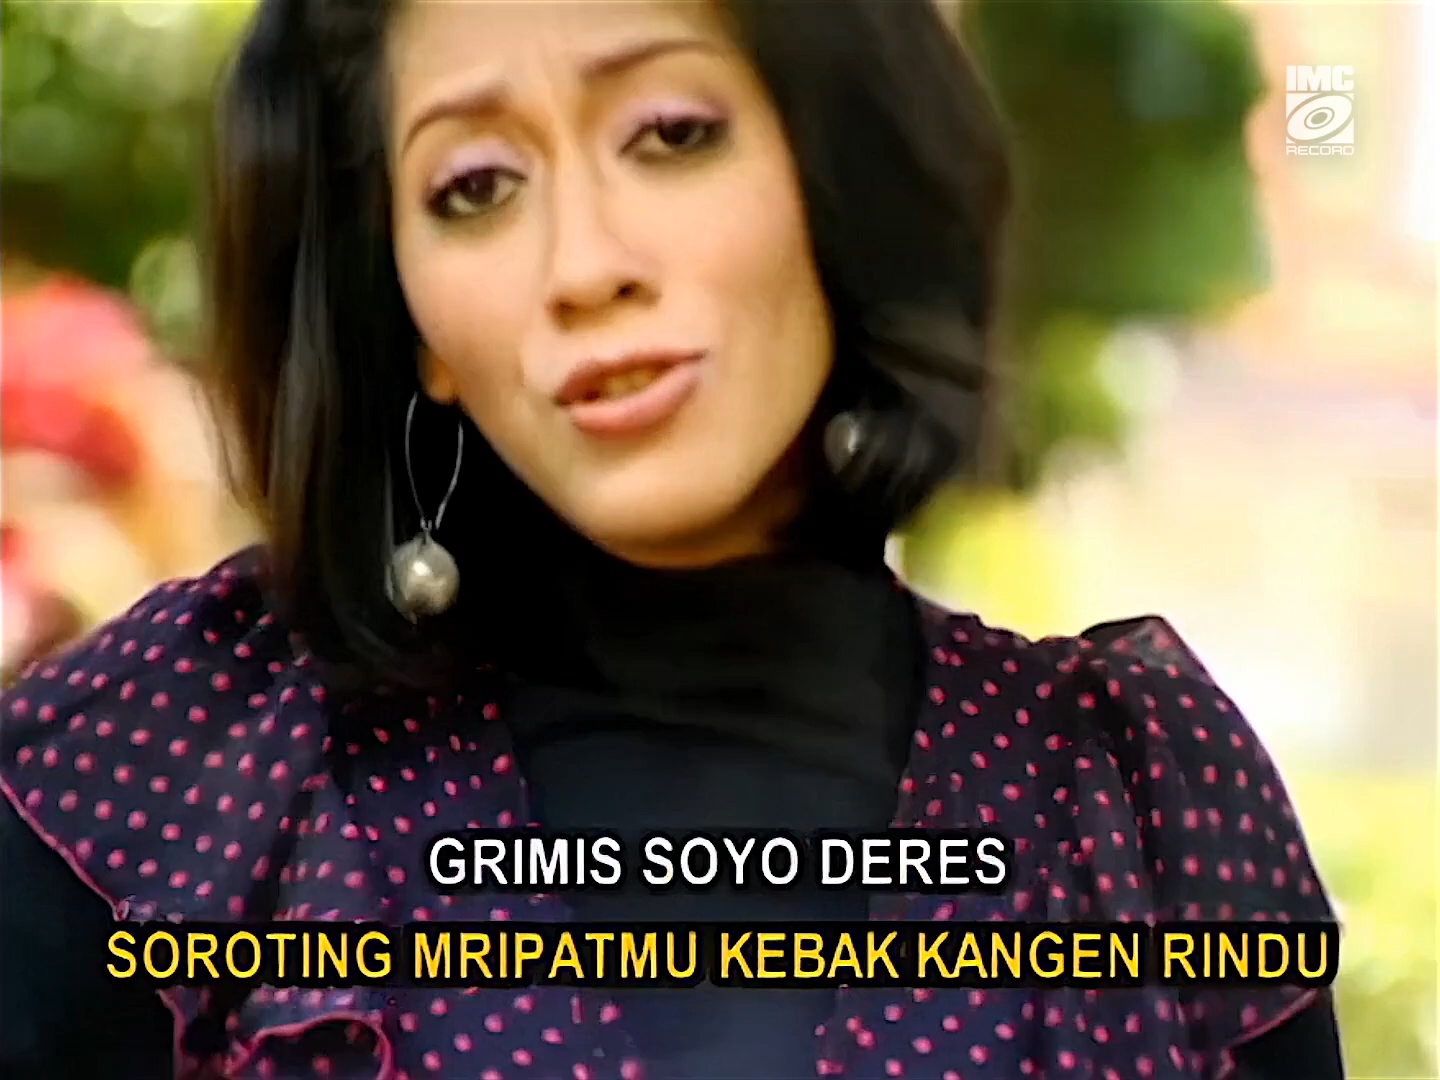 IMC
RECORD
GRIMIS SOYO DERES
SOROTING MRIPATMU KEBAK KANGEN RINDU